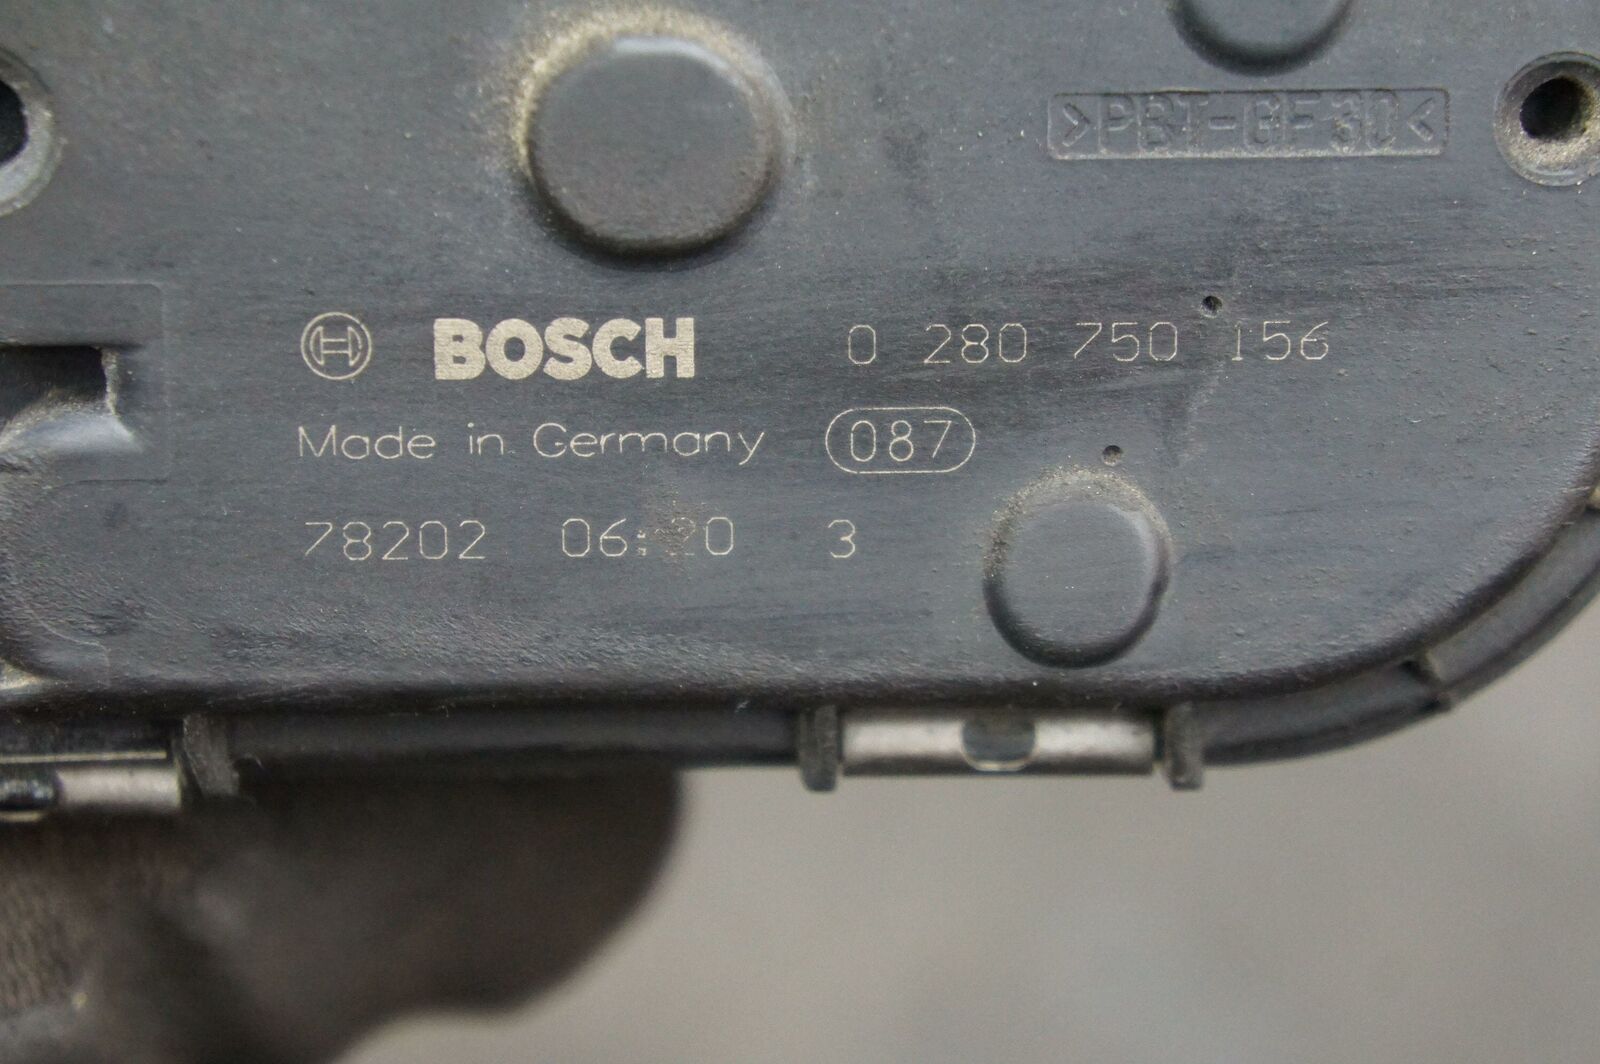 >PBT-GF30<
BOSCH 0 280 750 156
Made in Germany 087
78202 3